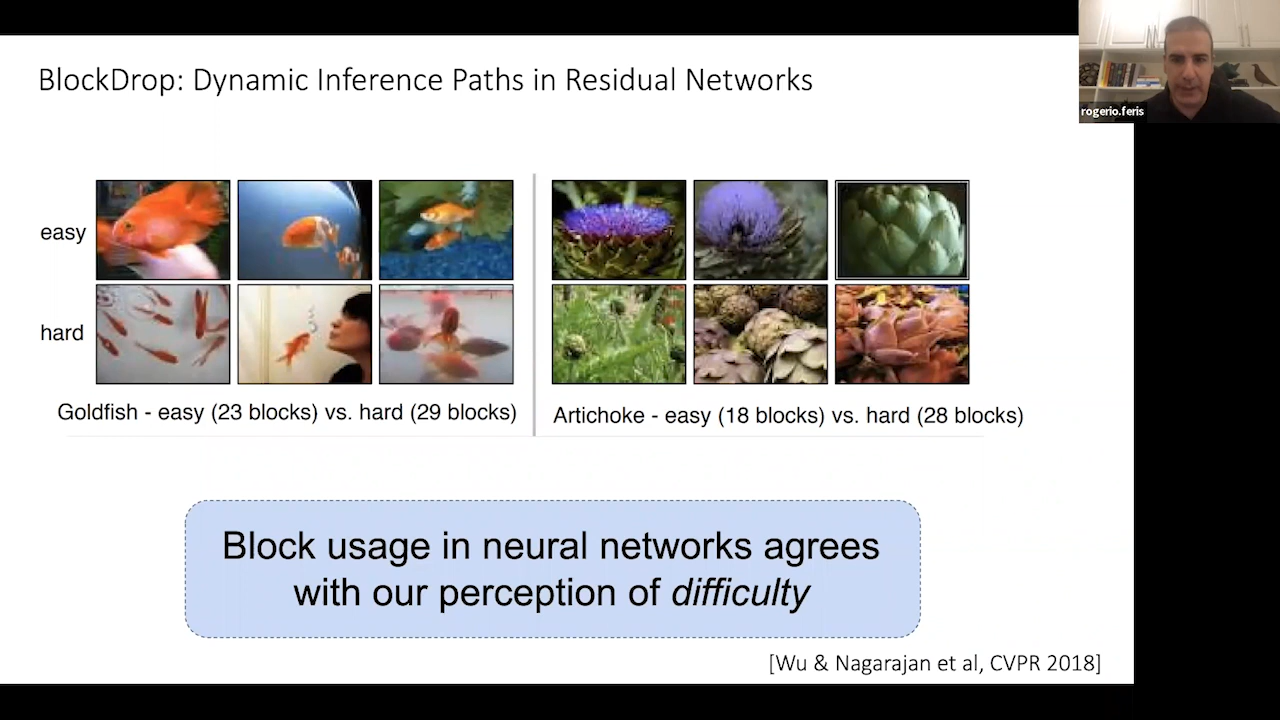 BlockDrop: Dynamic Inference Paths in Residual Networks
rogerio.feris
easy
hard
Goldfish - easy (23 blocks) vs. hard (29 blocks)
Artichoke - easy (18 blocks) vs. hard (28 blocks)
Block usage in neural networks agrees
with our perception of difficulty
[Wu & Nagarajan et al, CVPR 2018]